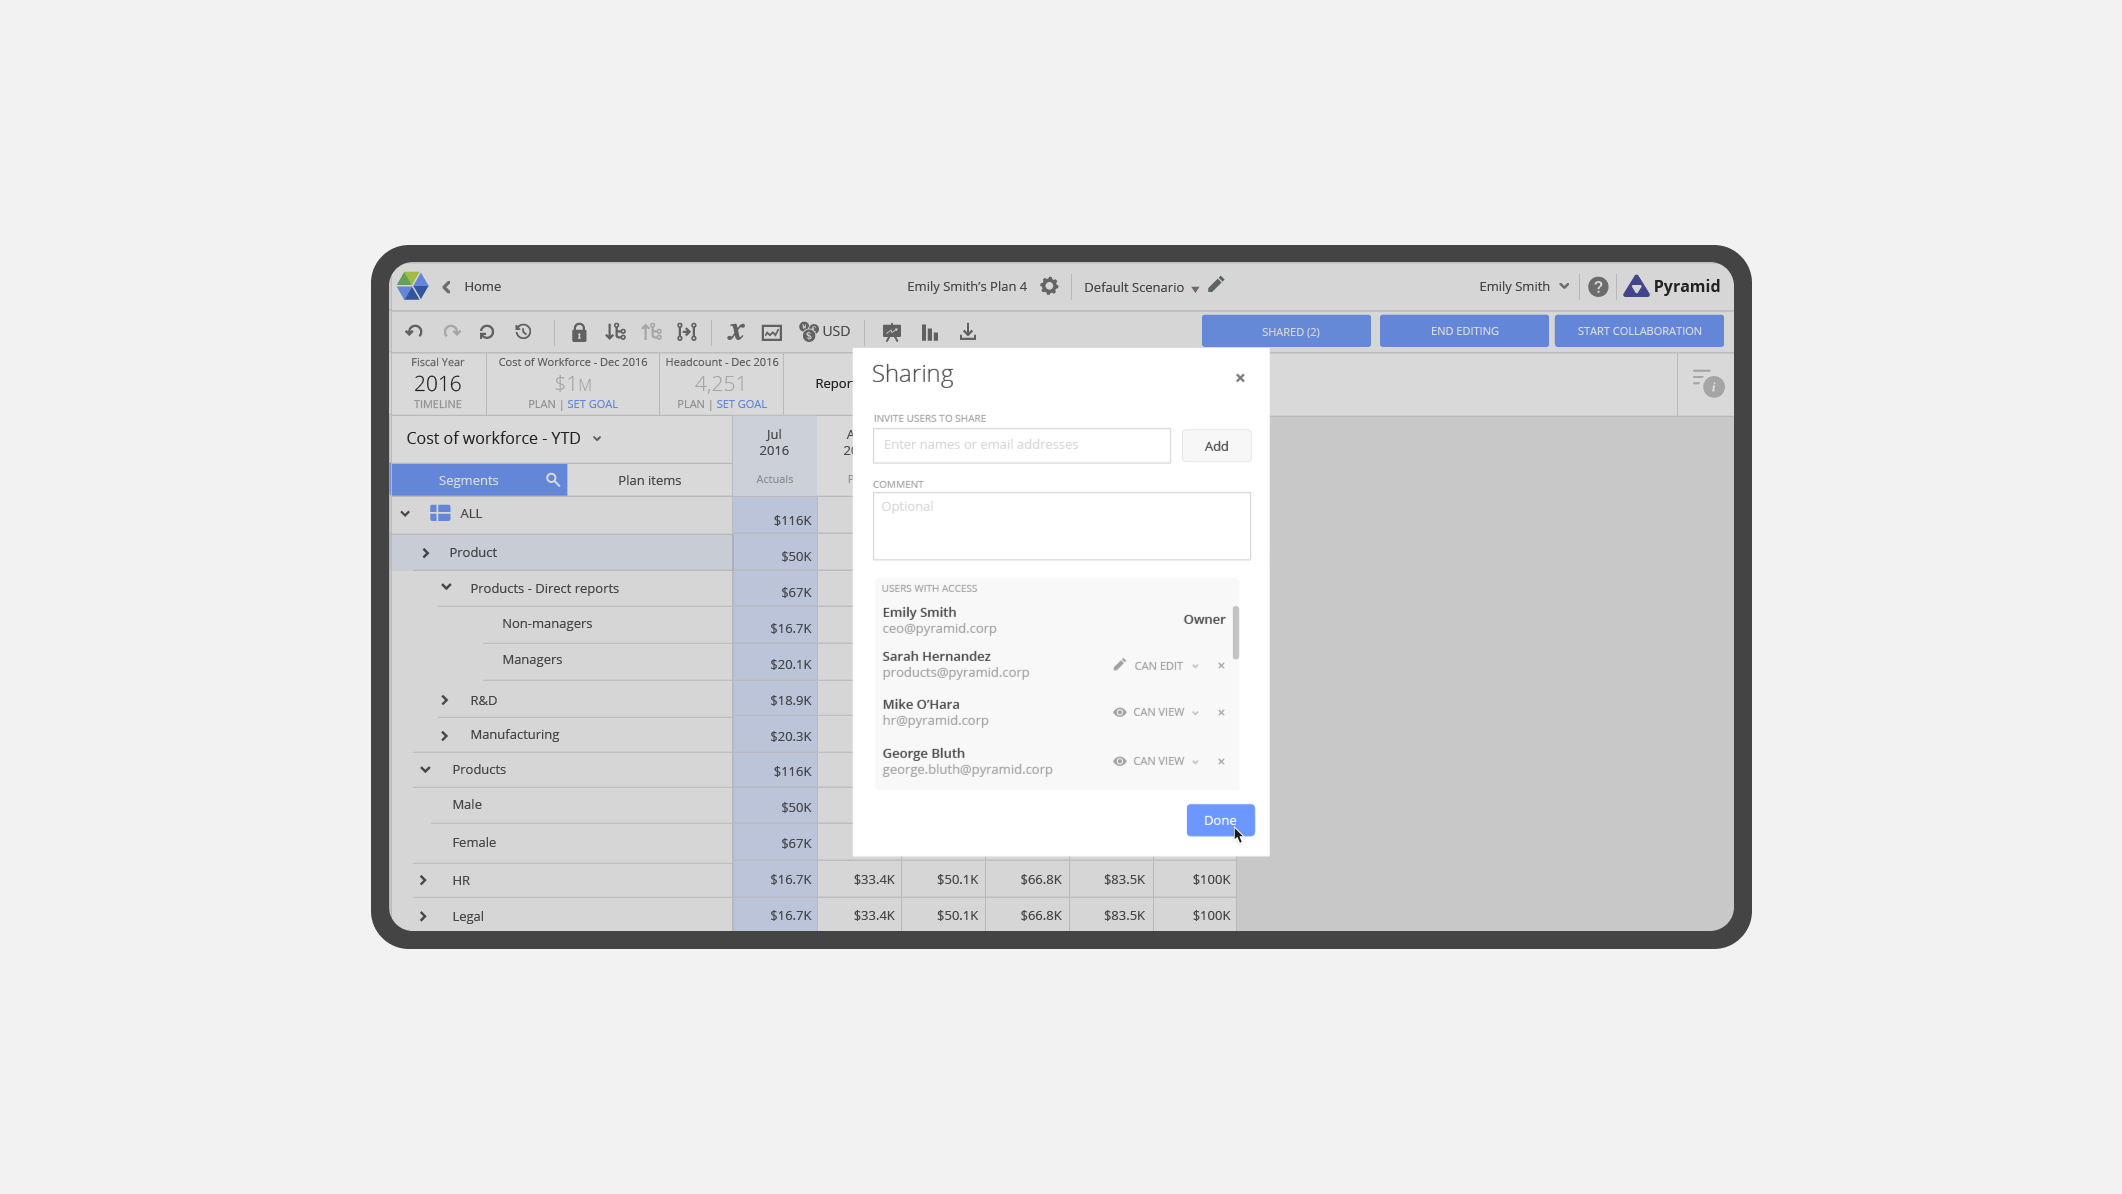 Home
Emily Smith's Plan 4
Default Scenario
Emily Smith
Pyramid
USD
SHARED (2)
END EDITING
START COLLABORATION
Fiscal Year
2016
TIMELINE
Cost of Workforce - Dec 2016
$1M
PLAN | SET GOAL
Headcount - Dec 2016
4,251
PLAN | SET GOAL
Repor
Cost of workforce - YTD
Jul
2016
Actuals
Segments
Plan items
ALL
$116K
Product
$50K
Products - Direct reports
$67K
Non-managers
$16.7K
Managers
$20.1K
R&D
$18.9K
Manufacturing
$20.3K
Products
$116K
Male
$50K
Female
$67K
HR
$16.7K $33.4K $50.1K $66.8K $83.5K $100K
Legal
$16.7K $33.4K $50.1K $66.8K $83.5K $100K
Sharing
INVITE USERS TO SHARE
Enter names or email addresses
Add
COMMENT
Optional
USERS WITH ACCESS
Emily Smith
ceo@pyramid.corp
Owner
Sarah Hernandez
products@pyramid.corp
CAN EDIT
Mike O’Hara
hr@pyramid.corp
CAN VIEW
George Bluth
george.bluth@pyramid.corp
CAN VIEW
Done